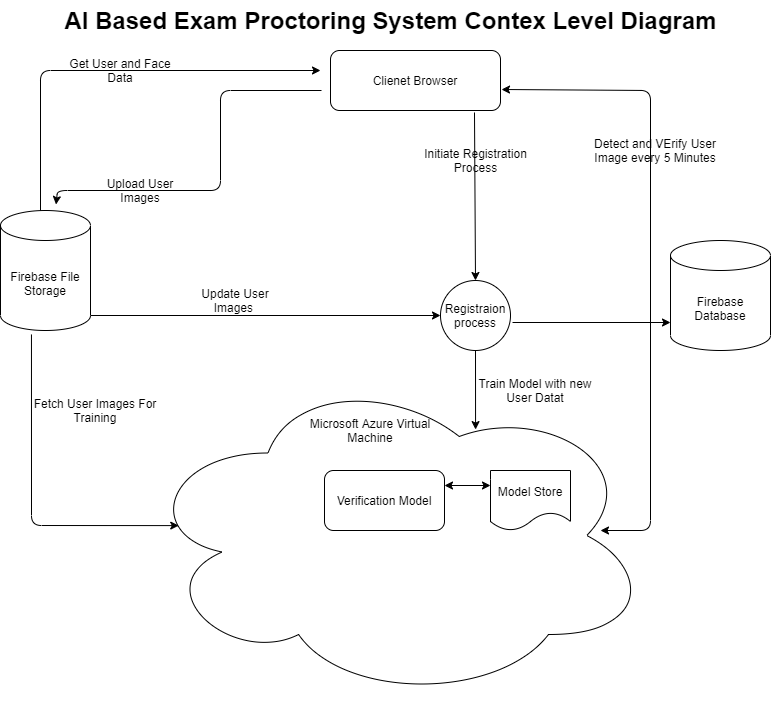 AI Based Exam Proctoring System Contex Level Diagram
Get User and Face
Data
Clienet Browser
Initiate Registration
Process
Detect and VErify User
Image every 5 Minutes
Upload User
Images
Firebase File
Storage
Update User
Images
Registraion
process
Firebase
Database
Train Model with new
User Datat
Fetch User Images For
Training
Microsoft Azure Virtual
Machine
Verification Model
Model Store